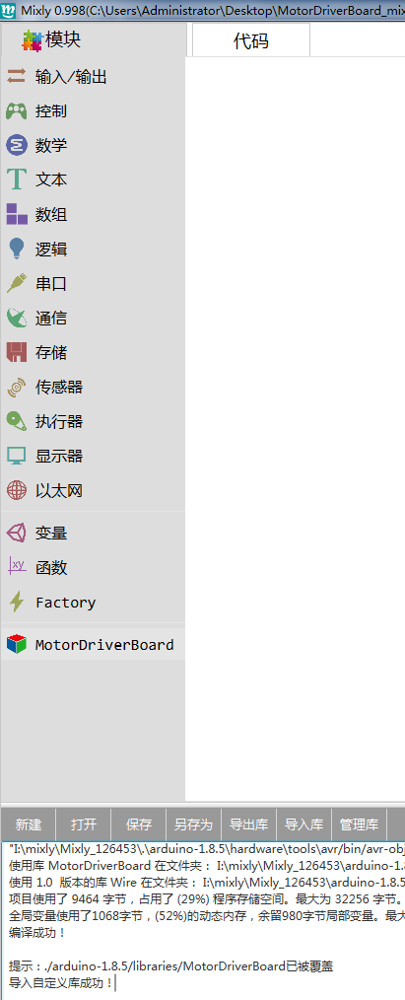 Mixly 0.998(C:\Users\Administrator\Desktop\MotorDriverBoard_mi
模块
代码
输入/输出
控制
数学
文本
数组
逻辑
串口
通信
存储
传感器
执行器
显示器
以太网
变量
函数
Factory
MotorDriverBoard
新建 打开 保存 另存为 导出库 导入库 管理库
"I:\mixly\Mixly_126453\.\arduino-1.8.5\hardware\tools\avr/bin/avr-obj
使用库 MotorDriverBoard 在文件夹： I:\mixly\Mixly_126453\arduino-1.8
使用 1.0 版本的库 Wire 在文件夹： I:\mixly\Mixly_126453\arduino-1.8.5
项目使用了 9464 字节，占用了 (29%) 程序存储空间。最大为 32256 字节。
全局变量使用了1068字节，(52%)的动态内存，余留980字节局部变量。最大
编译成功！
提示：./arduino-1.8.5/libraries/MotorDriverBoard已被覆盖
导入自定义库成功！